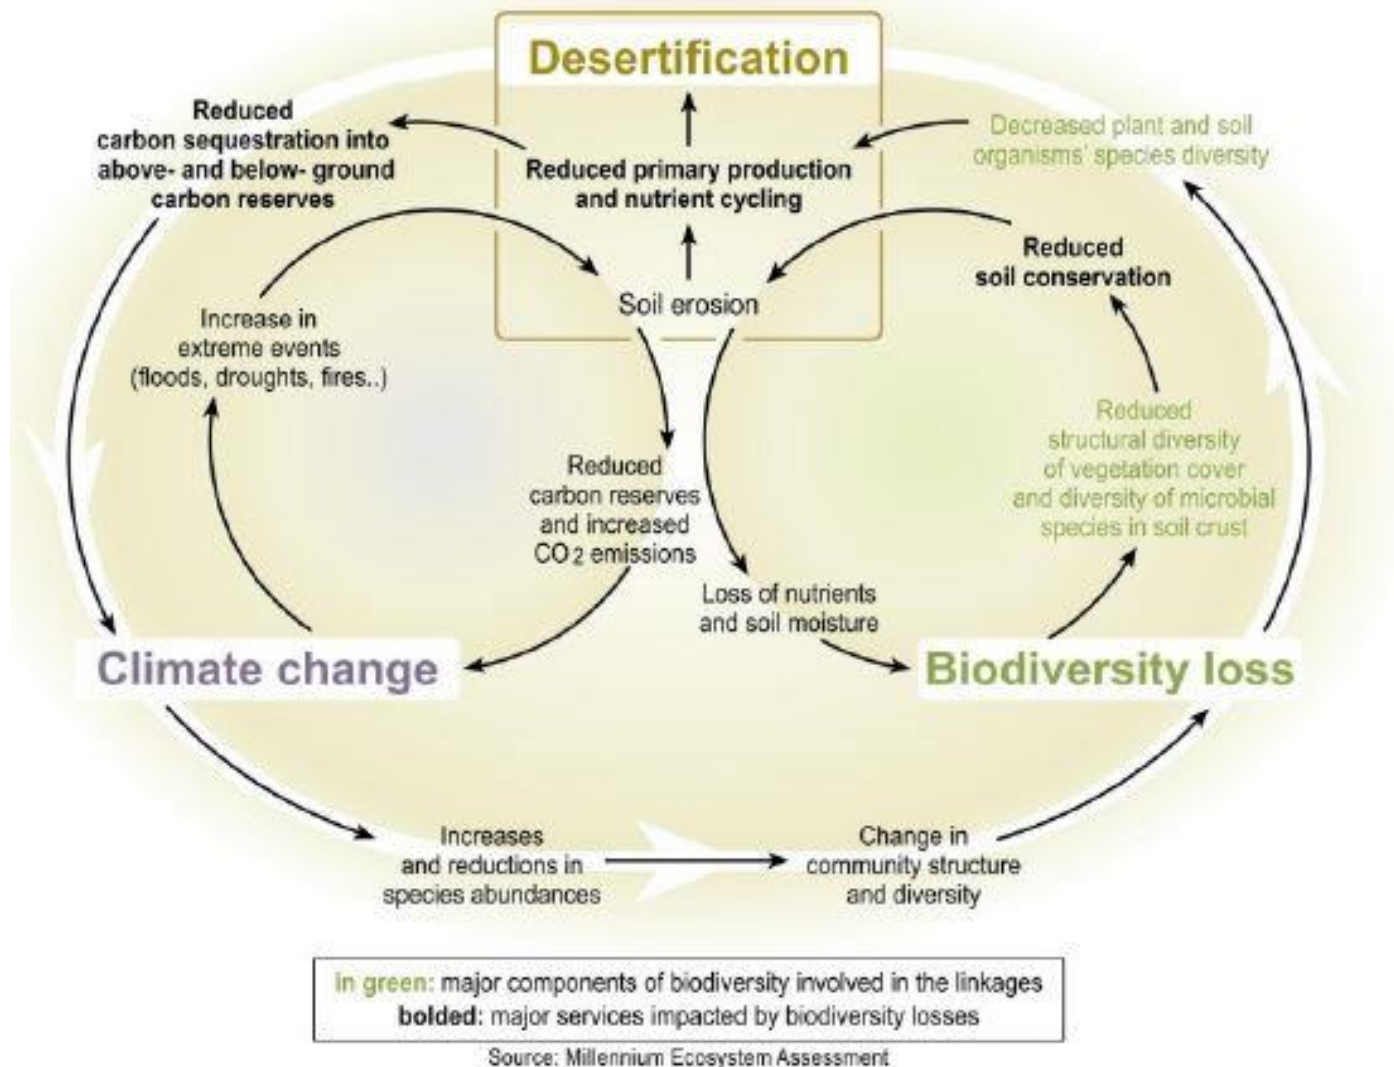 Desertification
Reduced
carbon sequestration into
above- and below- ground
carbon reserves
Reduced primary production
and nutrient cycling
Decreased plant and soil
organisms' species diversity
Reduced
soil conservation
Soil erosion
Increase in
extreme events
(floods, droughts, fires..)
Reduced
structural diversity
of vegetation cover
and diversity of microbial
species in soil crust
Reduced
carbon reserves
and increased
CO2 emissions
Loss of nutrients
and soil moisture
Climate change
Biodiversity loss
Increases
and reductions in
species abundances
Change in
community structure
and diversity
in green: major components of biodiversity involved in the linkages
bolded: major services impacted by biodiversity losses
Source: Millennium Ecosystem Assessment